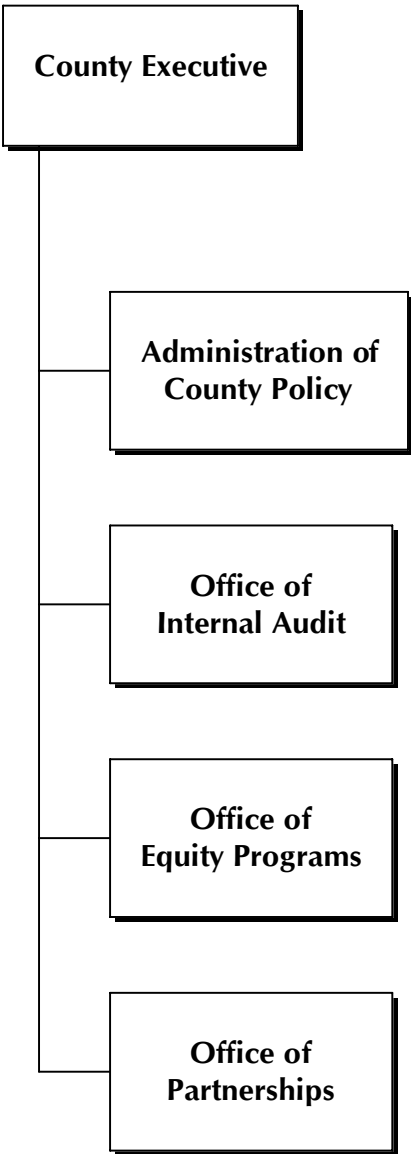 County Executive
Administration of
County Policy
Office of
Internal Audit
Office of
Equity Programs
Office of
Partnerships